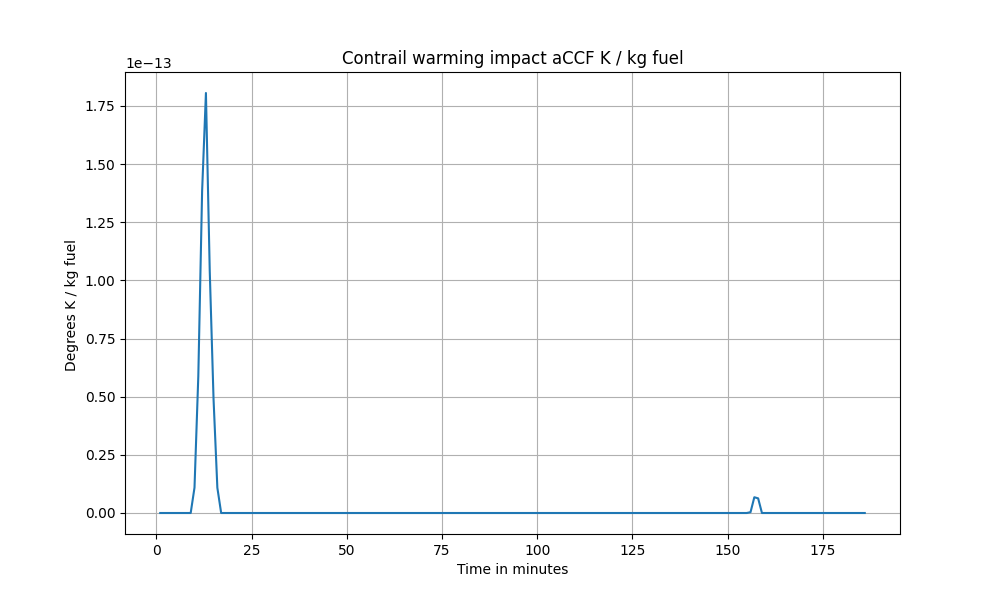 Contrail warming impact aCCF K / kg fuel
1e−13
1.75
1.50
1.25
1.00
0.75
0.50
0.25
0.00
Degrees K / kg fuel
0 25 50 75 100 125 150 175
Time in minutes